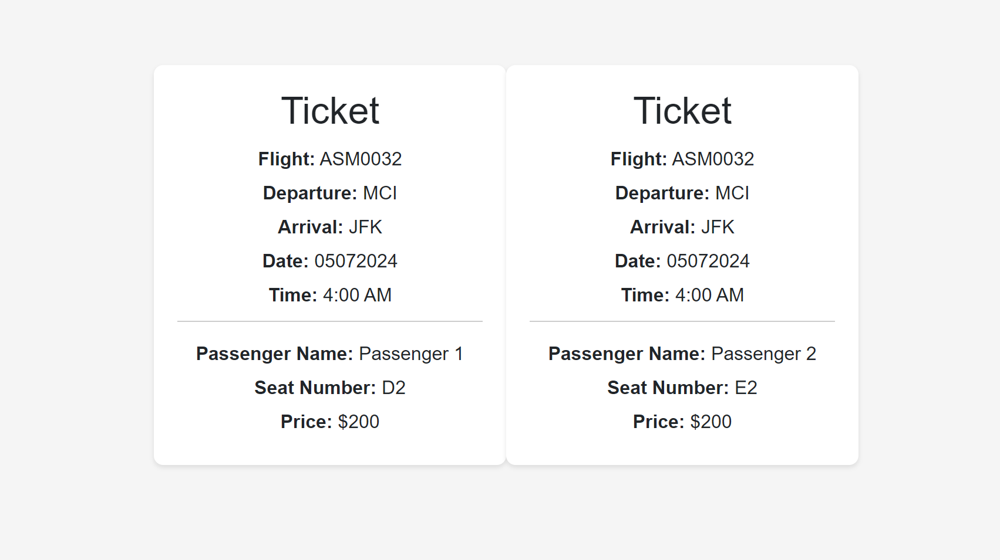 Ticket
Flight: ASM0032
Departure: MCI
Arrival: JFK
Date: 05072024
Time: 4:00 AM
Passenger Name: Passenger 1
Seat Number: D2
Price: $200
Ticket
Flight: ASM0032
Departure: MCI
Arrival: JFK
Date: 05072024
Time: 4:00 AM
Passenger Name: Passenger 2
Seat Number: E2
Price: $200